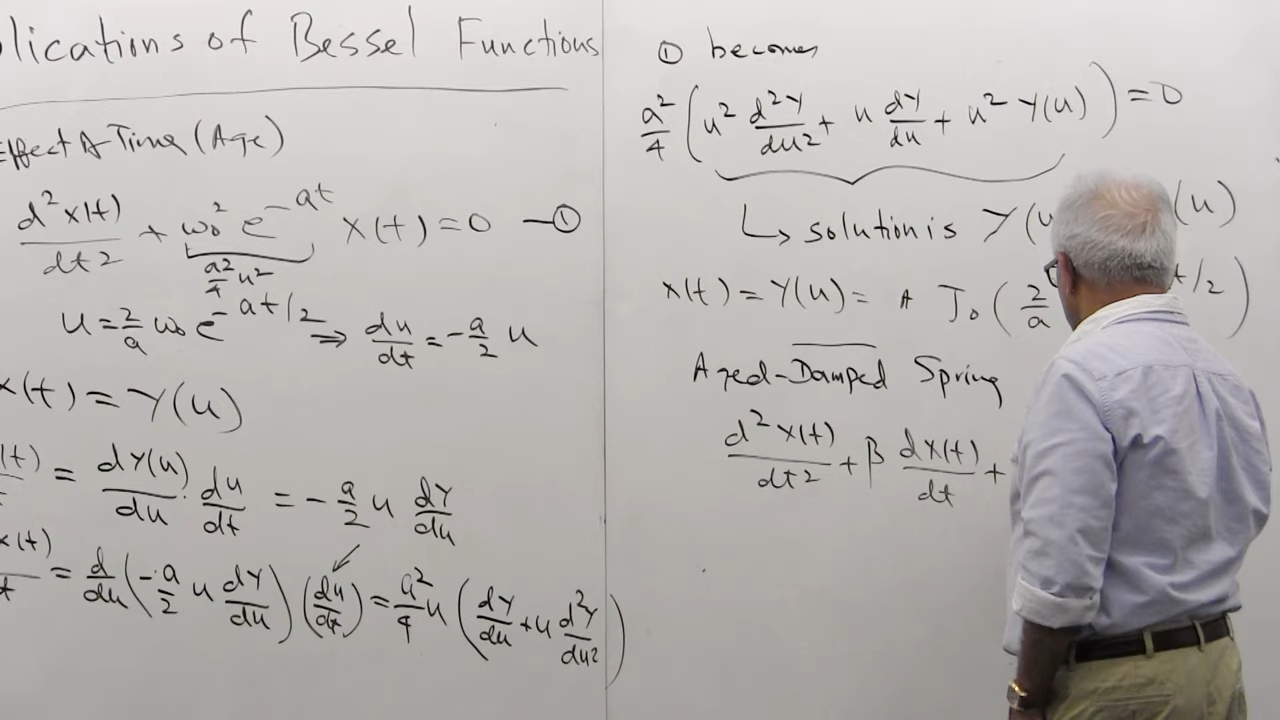 plications of Bessel Functions
Effect of Time (Age)
d²x(t)/dt² + ω₀² e^(-at) x(t) = 0 —①
a²/4 u²
u = 2/a ω₀ e^(-at/2) ⇒ du/dt = -a/2 u
x(t) = Y(u)
(t) = dY(u)/du · du/dt = -a/2 u dY/du
x(t) = d/du (-a/2 u dY/du) (du/dt) = a²/4 u (dY/du + u d²Y/du²)
① becomes
a²/4 (u² d²Y/du² + u dY/du + u² Y(u)) = 0
↳ solution is Y(u (u)
x(t) = Y(u) = A J₀ (2/a t/2)
Aged-Damped Spring
d²x(t)/dt² + β dx(t)/dt +